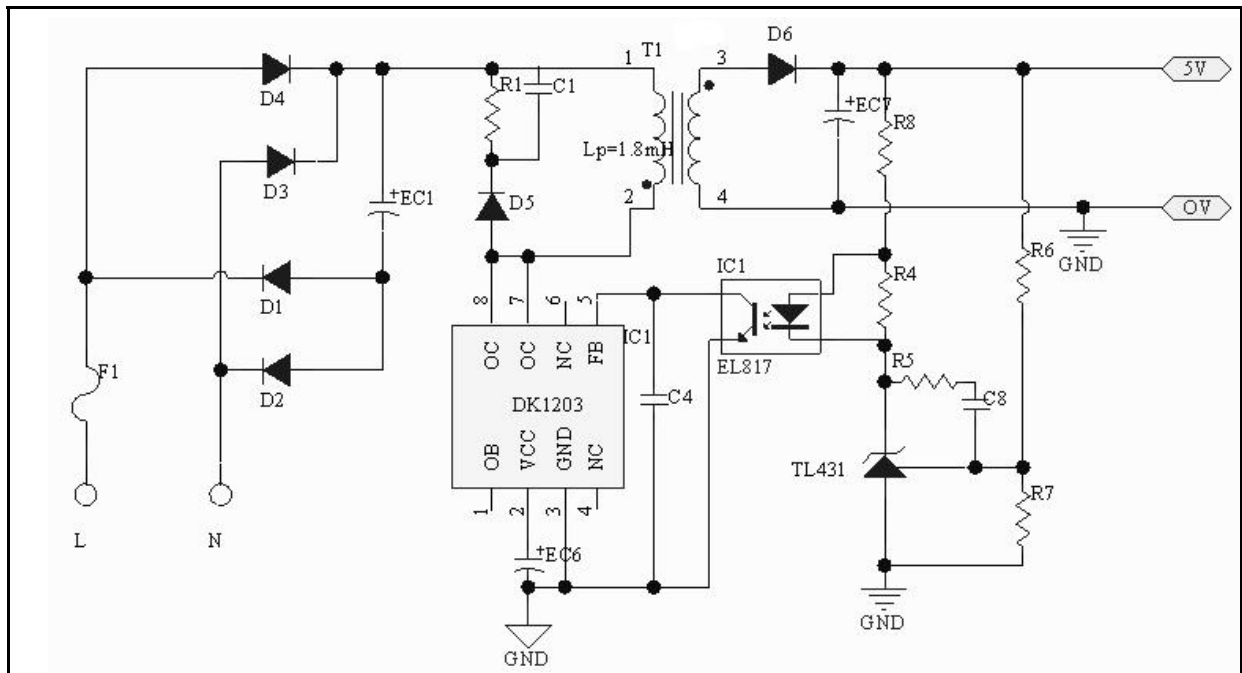 T1
1
3
D6
D4
R1
C1
+EC7
5V
R8
Lp=1.8mH
D3
+EC1
2
4
D5
OV
R6
GND
IC1
R4
D1
8
7
6
5
IC1
OC
OC
NC
FB
EL817
R5
F1
D2
C4
C8
DK1203
OB
VCC
GND
NC
TL431
R7
1
2
3
4
L
N
+EC6
GND
GND